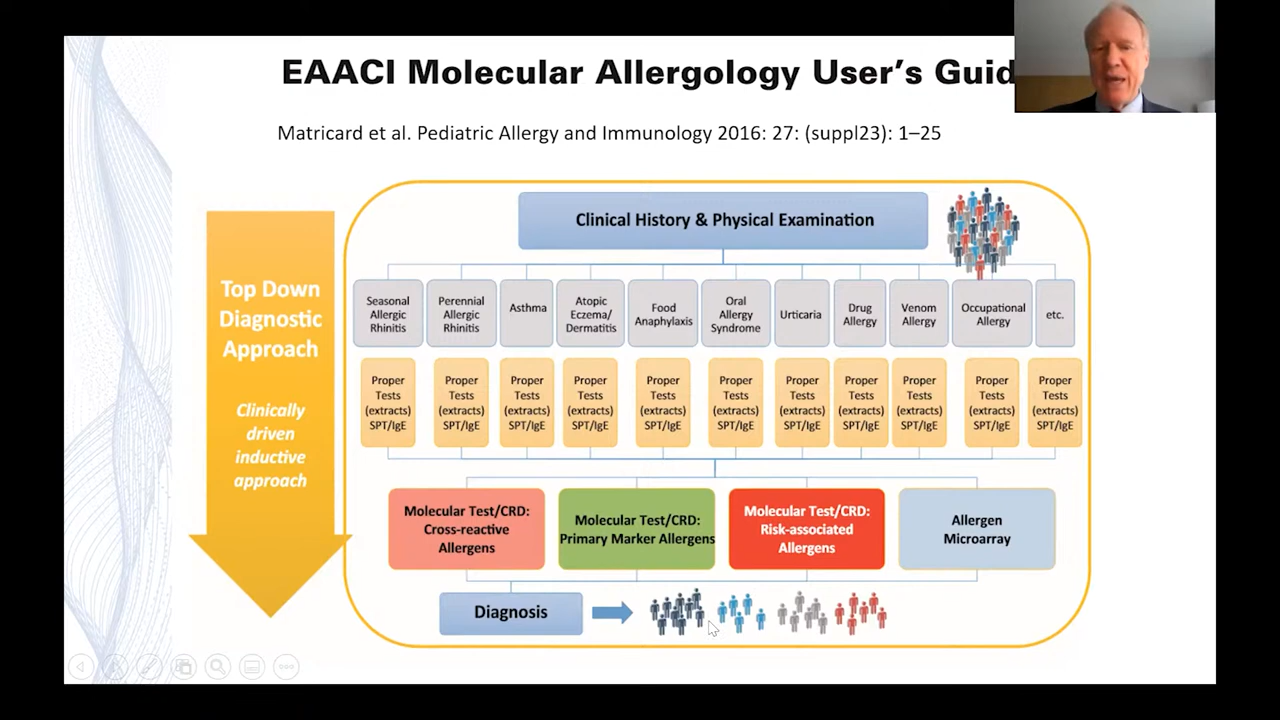 EAACI Molecular Allergology User's Guid
Matricard et al. Pediatric Allergy and Immunology 2016: 27: (suppl23): 1–25
Top Down
Diagnostic
Approach
Clinically
driven
inductive
approach
Clinical History & Physical Examination
Seasonal
Allergic
Rhinitis
Perennial
Allergic
Rhinitis
Asthma
Atopic
Eczema/
Dermatitis
Food
Anaphylaxis
Oral
Allergy
Syndrome
Urticaria
Drug
Allergy
Venom
Allergy
Occupational
Allergy
etc.
Proper
Tests
(extracts)
SPT/IgE
Proper
Tests
(extracts)
SPT/IgE
Proper
Tests
(extracts)
SPT/IgE
Proper
Tests
(extracts)
SPT/IgE
Proper
Tests
(extracts)
SPT/IgE
Proper
Tests
(extracts)
SPT/IgE
Proper
Tests
(extracts)
SPT/IgE
Proper
Tests
(extracts)
SPT/IgE
Proper
Tests
(extracts)
SPT/IgE
Proper
Tests
(extracts)
SPT/IgE
Proper
Tests
(extracts)
SPT/IgE
Molecular Test/CRD:
Cross-reactive
Allergens
Molecular Test/CRD:
Primary Marker Allergens
Molecular Test/CRD:
Risk-associated
Allergens
Allergen
Microarray
Diagnosis